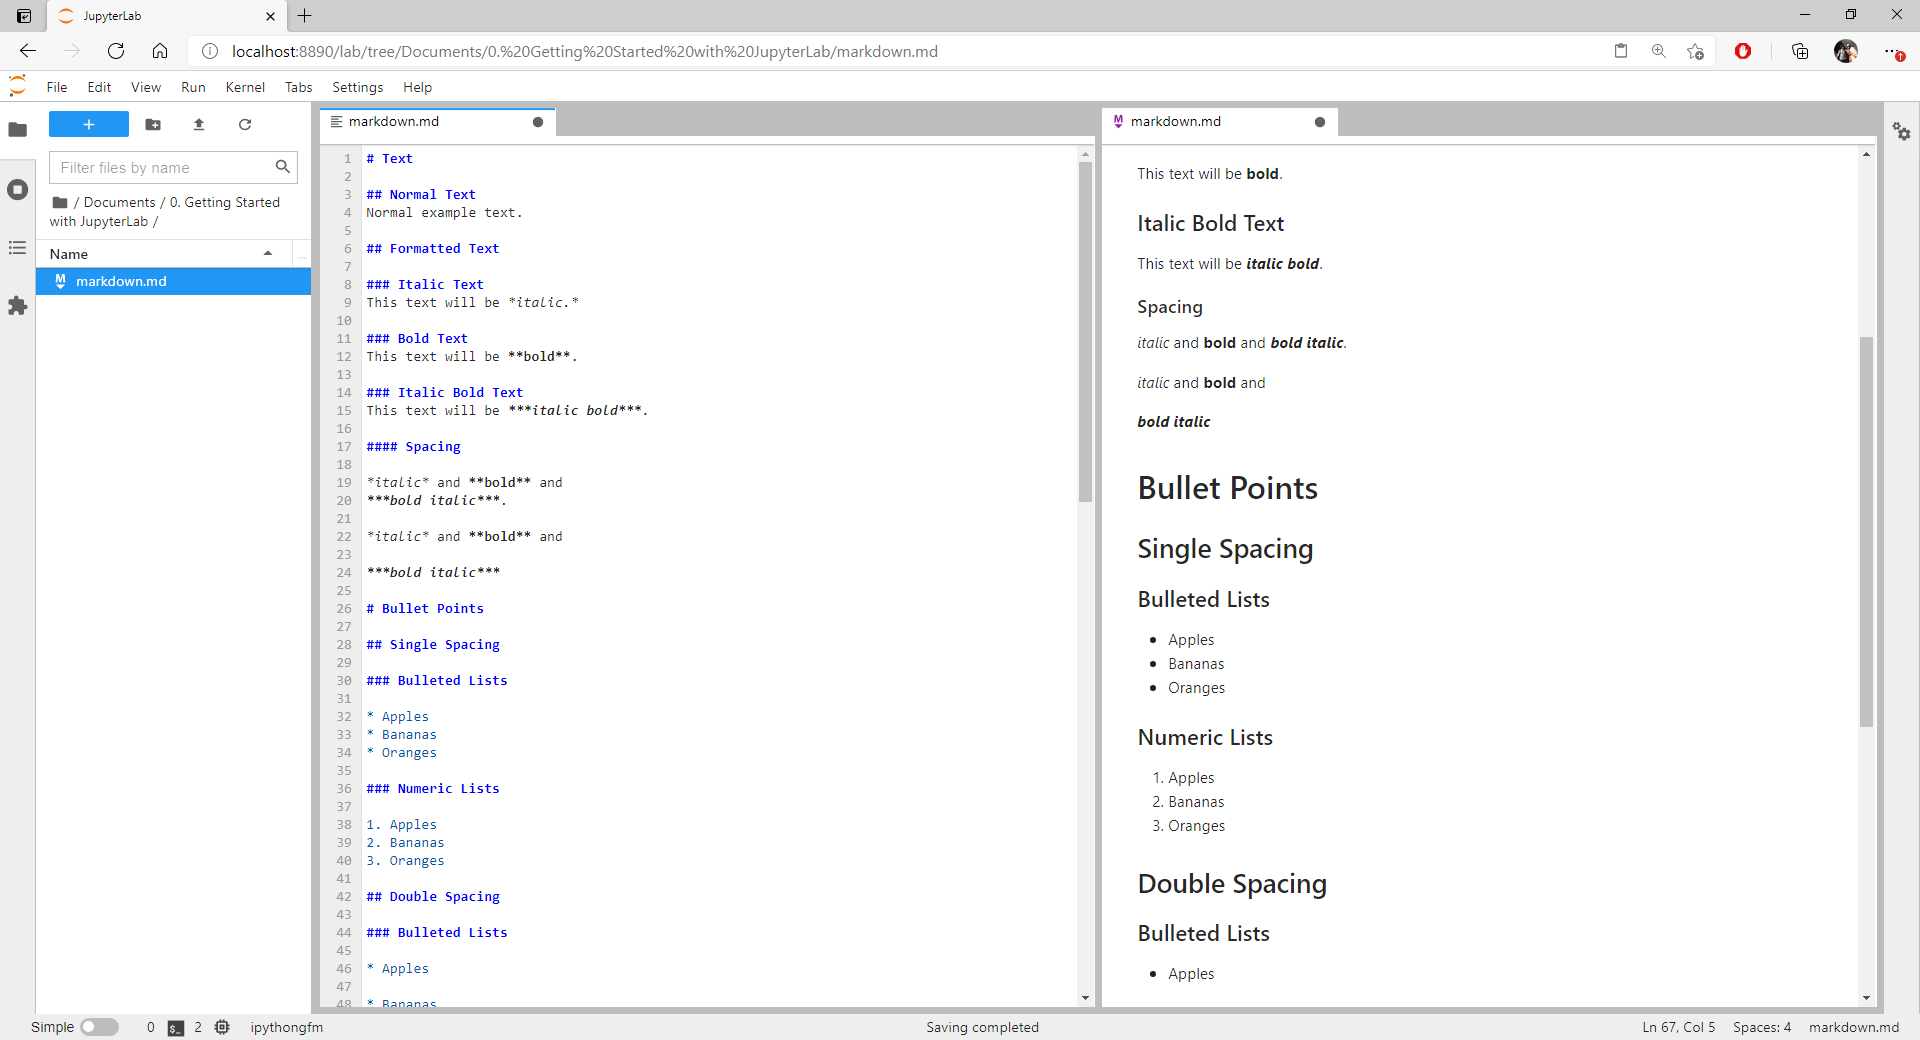 JupyterLab
localhost:8890/lab/tree/Documents/0.%20Getting%20Started%20with%20JupyterLab/markdown.md
File Edit View Run Kernel Tabs Settings Help
+
Filter files by name
/ Documents / 0. Getting Started
with JupyterLab /
Name ...
markdown.md
markdown.md
1 # Text
2
3 ## Normal Text
4 Normal example text.
5
6 ## Formatted Text
7
8 ### Italic Text
9 This text will be *italic.*
10
11 ### Bold Text
12 This text will be **bold**.
13
14 ### Italic Bold Text
15 This text will be ***italic bold***.
16
17 #### Spacing
18
19 *italic* and **bold** and
20 ***bold italic***.
21
22 *italic* and **bold** and
23
24 ***bold italic***
25
26 # Bullet Points
27
28 ## Single Spacing
29
30 ### Bulleted Lists
31
32 * Apples
33 * Bananas
34 * Oranges
35
36 ### Numeric Lists
37
38 1. Apples
39 2. Bananas
40 3. Oranges
41
42 ## Double Spacing
43
44 ### Bulleted Lists
45
46 * Apples
47
48 * Bananas
markdown.md
This text will be bold.
Italic Bold Text
This text will be italic bold.
Spacing
italic and bold and bold italic.
italic and bold and
bold italic
Bullet Points
Single Spacing
Bulleted Lists
• Apples
• Bananas
• Oranges
Numeric Lists
1. Apples
2. Bananas
3. Oranges
Double Spacing
Bulleted Lists
• Apples
Simple 0 $_ 2 ipythongfm Saving completed Ln 67, Col 5 Spaces: 4 markdown.md